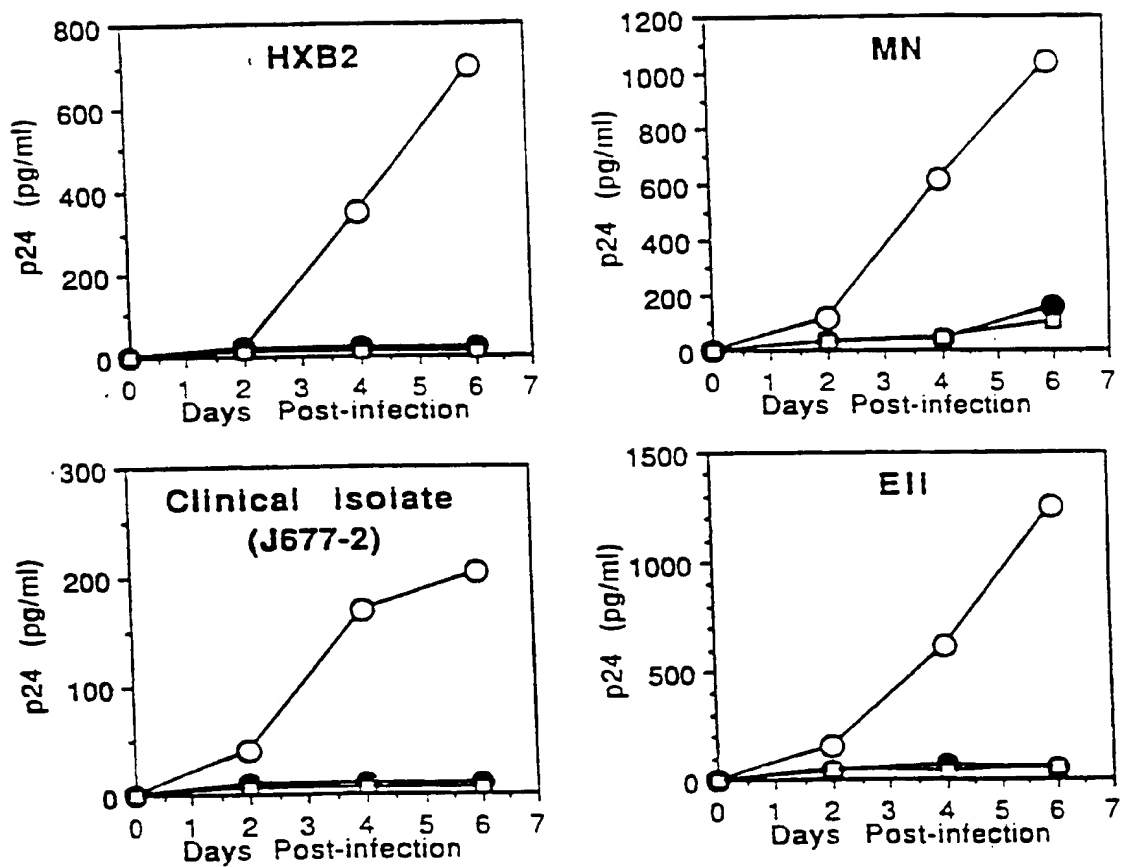 HXB2
800
600
400
200
0
p24 (pg/ml)
0 1 2 3 4 5 6 7
Days Post-infection
MN
1200
1000
800
600
400
200
0
p24 (pg/ml)
0 1 2 3 4 5 6 7
Days Post-infection
Clinical Isolate
(J677-2)
300
200
100
0
p24 (pg/ml)
0 1 2 3 4 5 6 7
Days Post-infection
Eli
1500
1000
500
0
p24 (pg/ml)
0 1 2 3 4 5 6 7
Days Post-infection